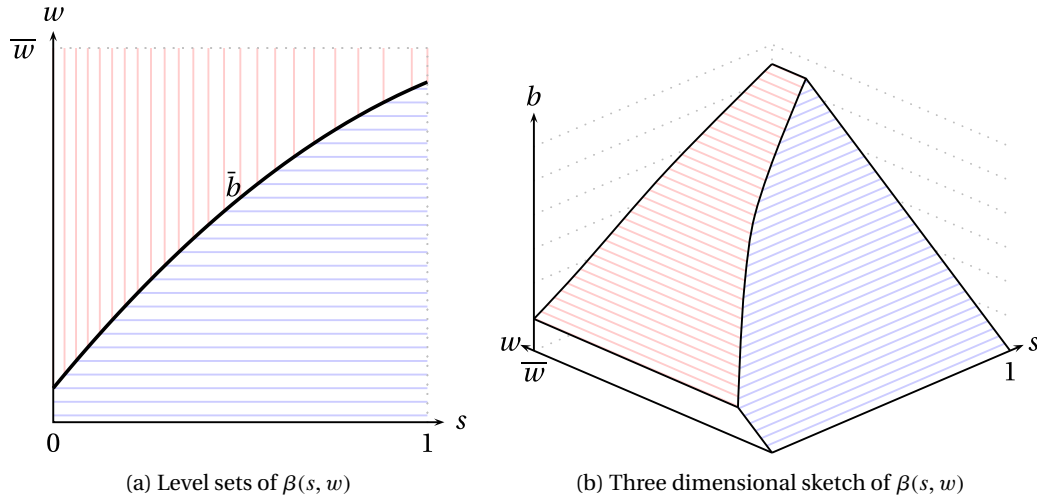 w
w̅
b̄
s
0
1
(a) Level sets of β(s, w)
b
w
w̅
s
1
(b) Three dimensional sketch of β(s, w)